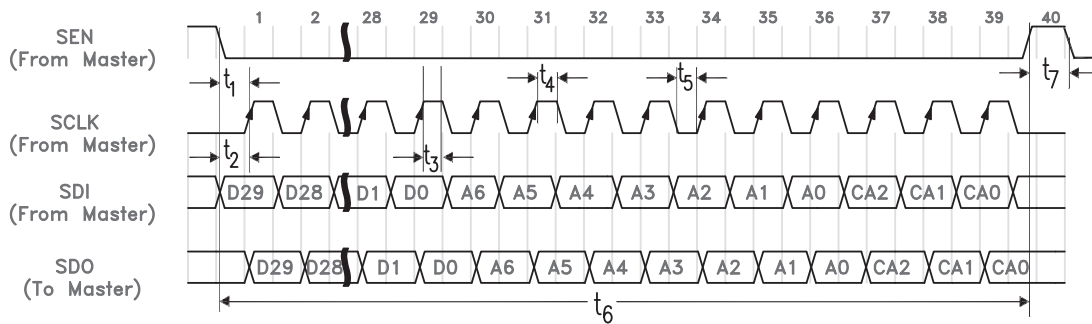 1 2 28 29 30 31 32 33 34 35 36 37 38 39 40
SEN
(From Master)
t1 t4 t5 t7
SCLK
(From Master)
t2 t3
SDI
(From Master)
D29 D28 D1 D0 A6 A5 A4 A3 A2 A1 A0 CA2 CA1 CA0
SDO
(To Master)
D29 D28 D1 D0 A6 A5 A4 A3 A2 A1 A0 CA2 CA1 CA0
t6